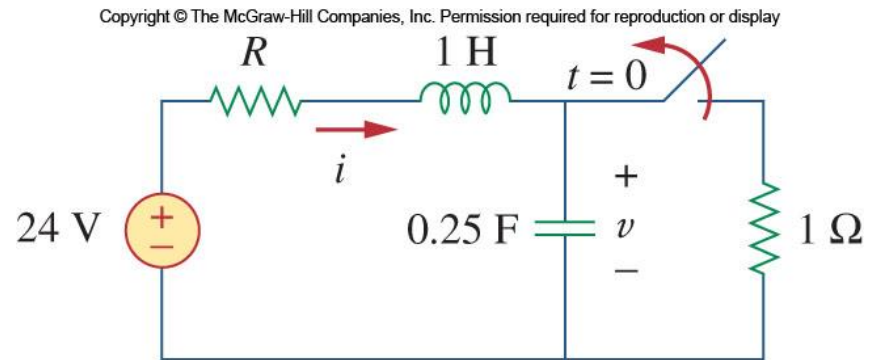 Copyright © The McGraw-Hill Companies, Inc. Permission required for reproduction or display
R
1 H
t = 0
i
+
24 V
+
−
0.25 F
v
1 Ω
−